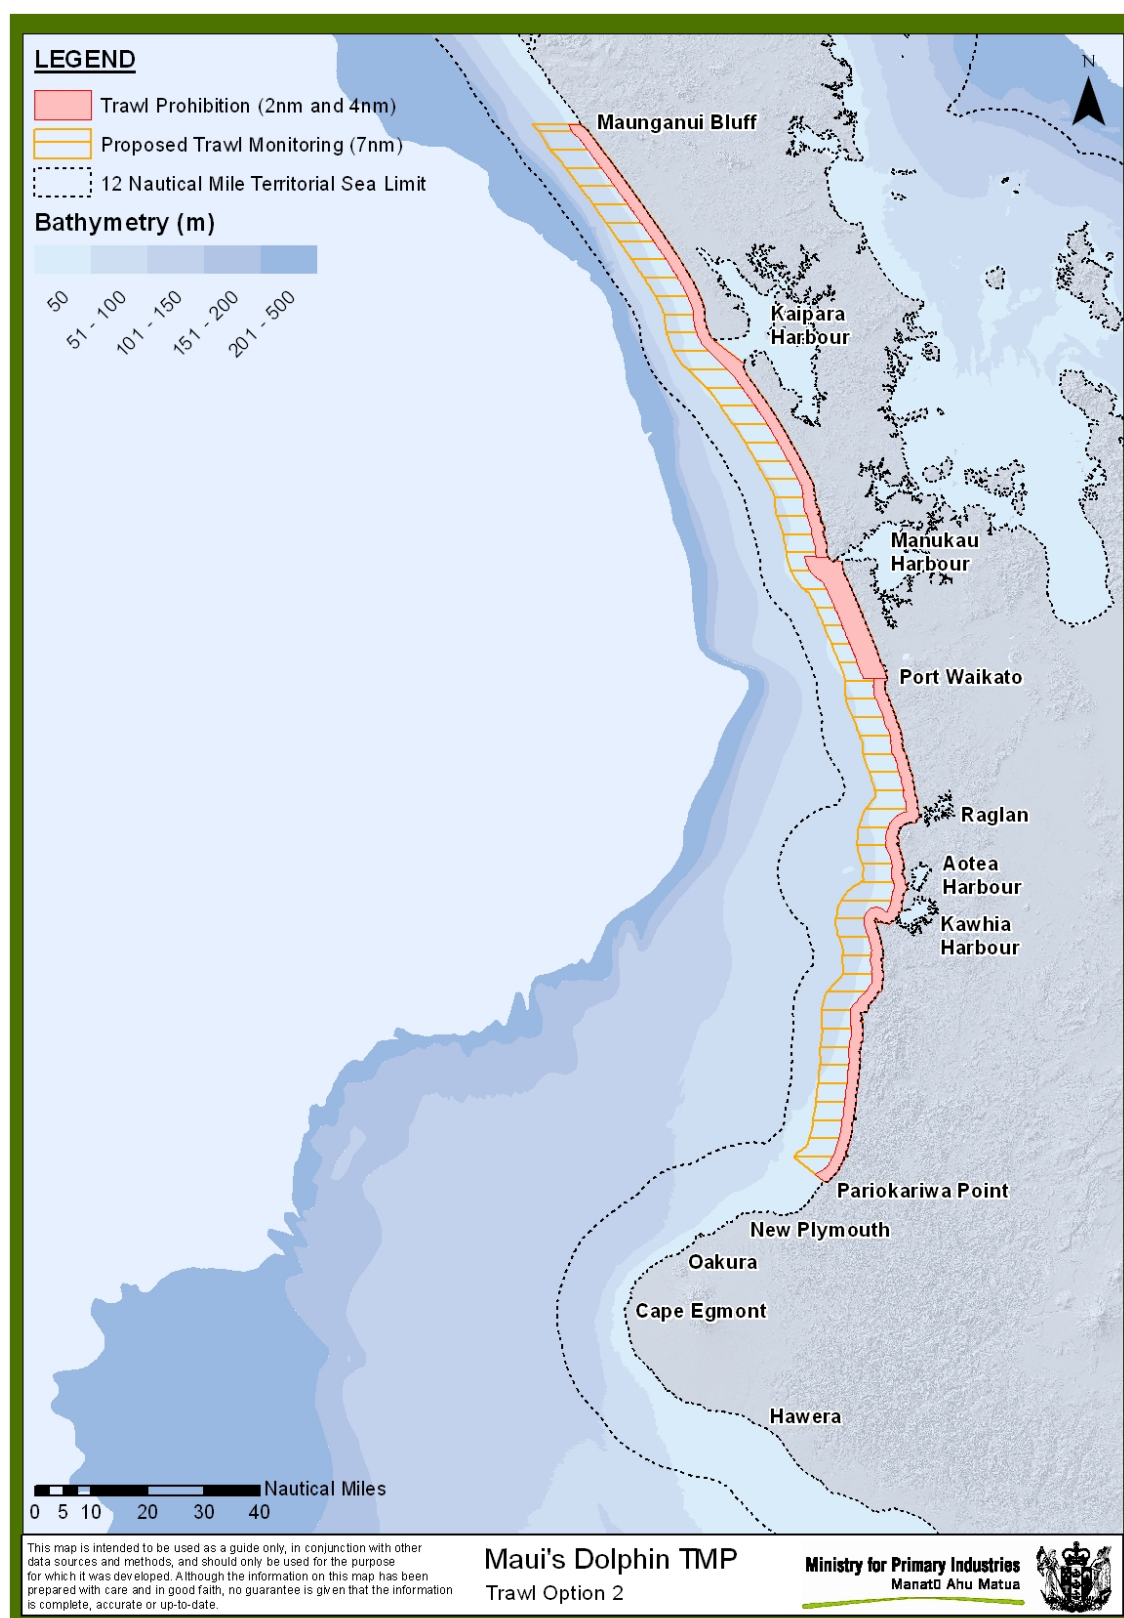 LEGEND
Trawl Prohibition (2nm and 4nm)
Proposed Trawl Monitoring (7nm)
12 Nautical Mile Territorial Sea Limit
Bathymetry (m)
50
51 - 100
101 - 150
151 - 200
201 - 500
N
Maunganui Bluff
Kaipara
Harbour
Manukau
Harbour
Port Waikato
Raglan
Aotea
Harbour
Kawhia
Harbour
Pariokariwa Point
New Plymouth
Oakura
Cape Egmont
Hawera
Nautical Miles
0 5 10 20 30 40
This map is intended to be used as a guide only, in conjunction with other
data sources and methods, and should only be used for the purpose
for which it was developed. Although the information on this map has been
prepared with care and in good faith, no guarantee is given that the information
is complete, accurate or up-to-date.
Maui's Dolphin TMP
Trawl Option 2
Ministry for Primary Industries
Manatū Ahu Matua